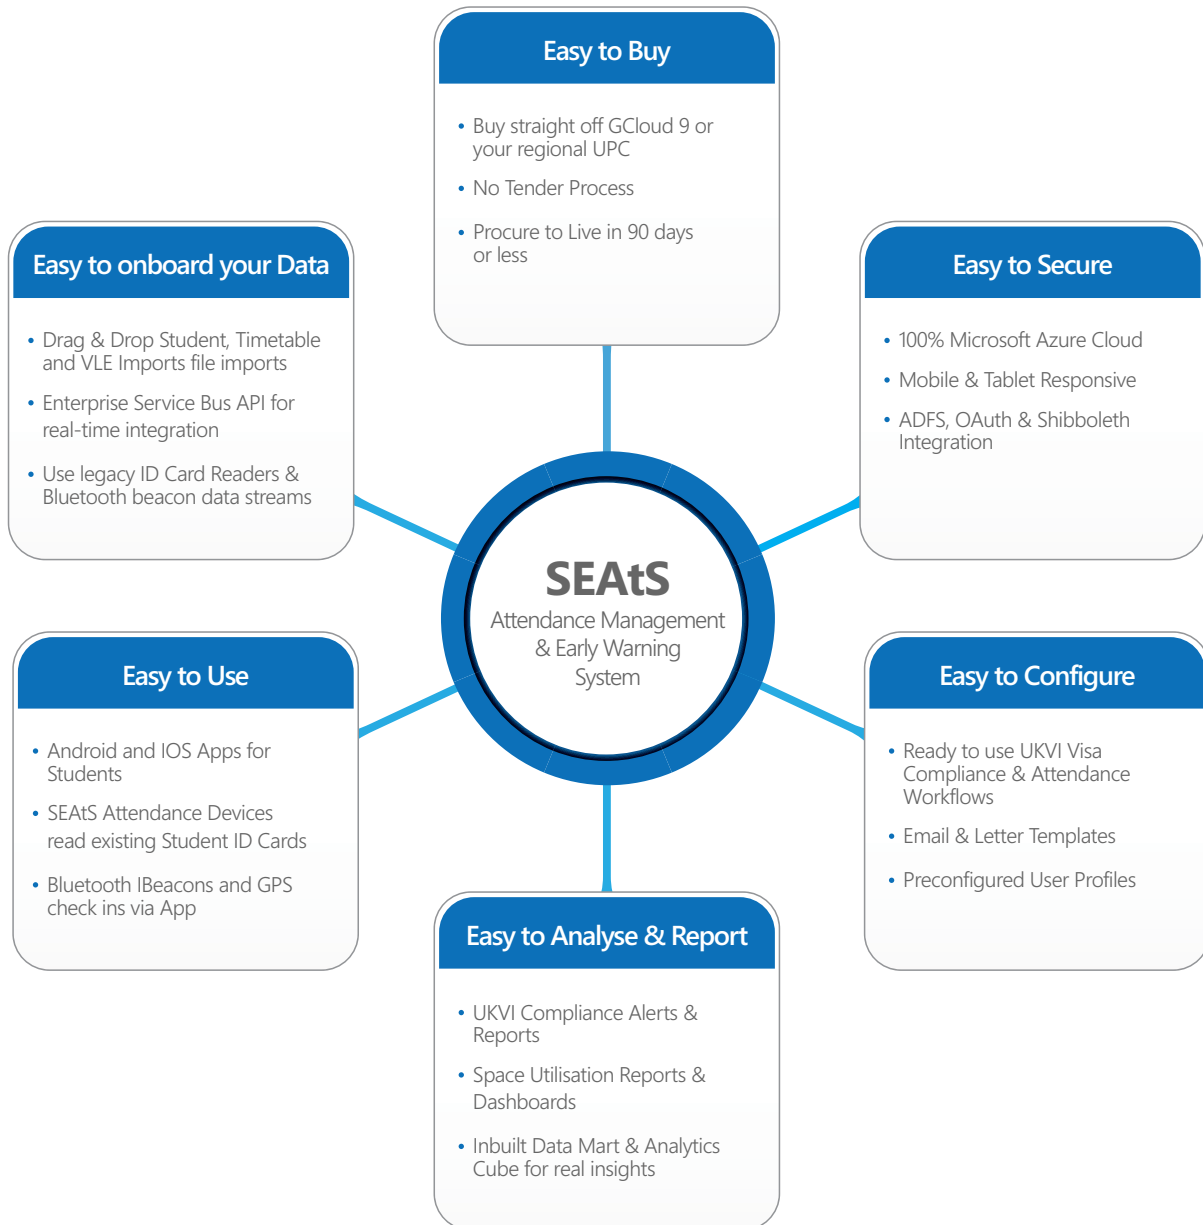 Easy to Buy
• Buy straight off GCloud 9 or
your regional UPC
• No Tender Process
• Procure to Live in 90 days
or less
Easy to onboard your Data
• Drag & Drop Student, Timetable
and VLE Imports file imports
• Enterprise Service Bus API for
real-time integration
• Use legacy ID Card Readers &
Bluetooth beacon data streams
Easy to Secure
• 100% Microsoft Azure Cloud
• Mobile & Tablet Responsive
• ADFS, OAuth & Shibboleth
Integration
SEAtS
Attendance Management
& Early Warning
System
Easy to Use
• Android and IOS Apps for
Students
• SEAtS Attendance Devices
read existing Student ID Cards
• Bluetooth IBeacons and GPS
check ins via App
Easy to Configure
• Ready to use UKVI Visa
Compliance & Attendance
Workflows
• Email & Letter Templates
• Preconfigured User Profiles
Easy to Analyse & Report
• UKVI Compliance Alerts &
Reports
• Space Utilisation Reports &
Dashboards
• Inbuilt Data Mart & Analytics
Cube for real insights